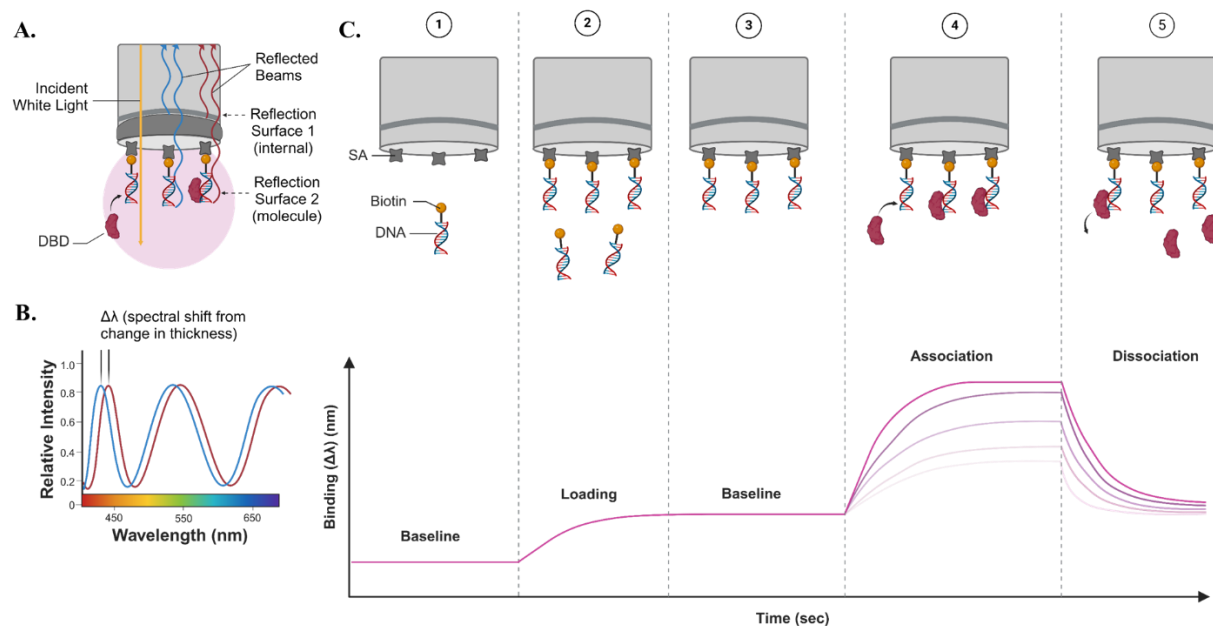 A.
Incident
White Light
Reflected
Beams
Reflection
Surface 1
(internal)
Reflection
Surface 2
(molecule)
DBD
B.
Δλ (spectral shift from
change in thickness)
Relative Intensity
1.0
0.8
0.6
0.4
0.2
0
450
550
650
Wavelength (nm)
C.
1
2
3
4
5
SA
Biotin
DNA
Binding (Δλ) (nm)
Baseline
Loading
Baseline
Association
Dissociation
Time (sec)